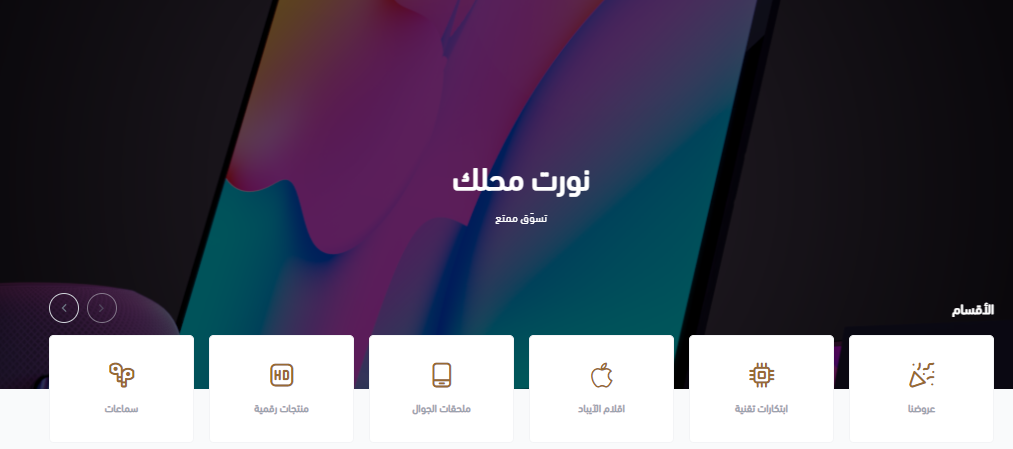 نورت محلك
تسوّق ممتع
الأقسام
عروضنا
ابتكارات تقنية
اقلام الآيباد
ملحقات الجوال
HD
منتجات رقمية
سماعات